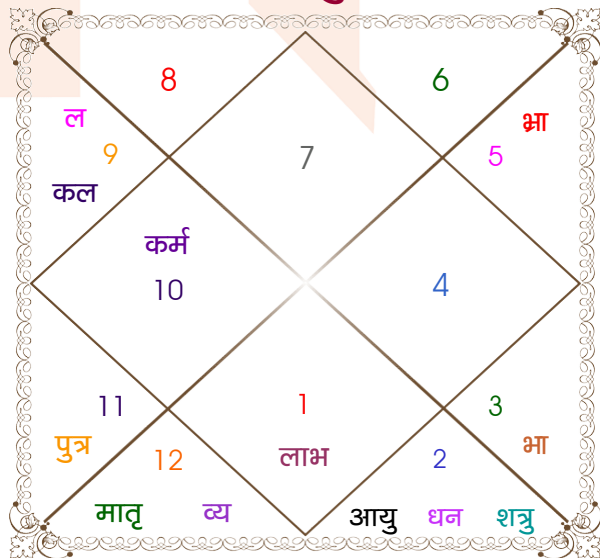 8 6
ल भ्रा
9 7 5
कल
कर्म
10 4
11 1 3
पुत्र 12 लाभ 2 भा
मातृ व्य आयु धन शत्रु